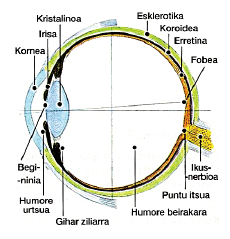 Kristalinoa
Irisa
Kornea
Esklerotika
Koroidea
Erretina
Fobea
Begi-
ninia
Humore
urtsua
Gihar ziliarra
Humore beirakara
Puntu itsua
Ikus-
nerbioa